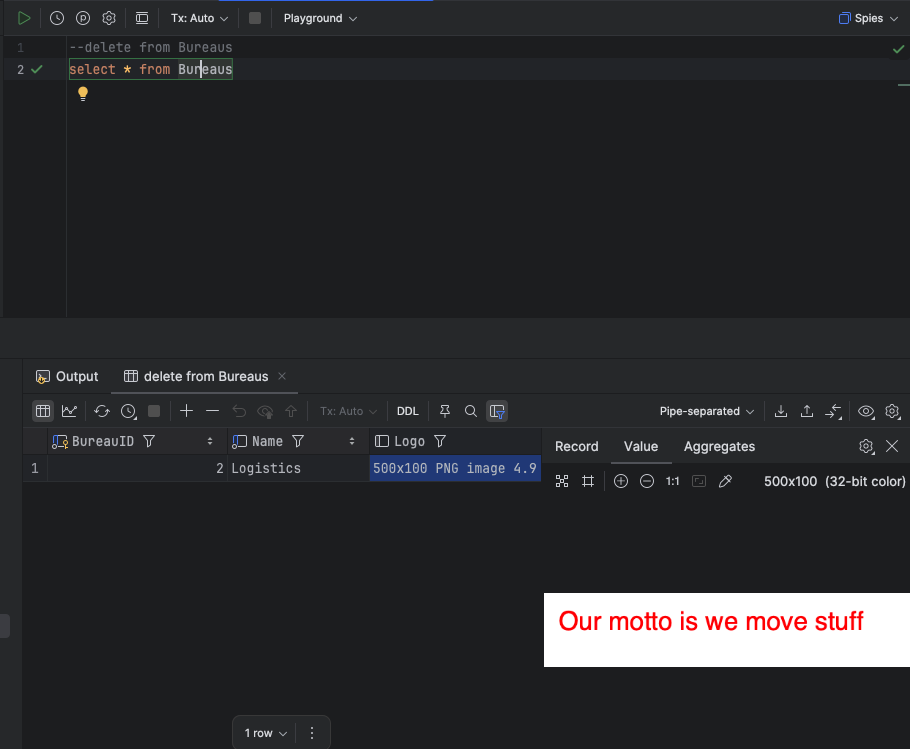 Tx: Auto
Playground
Spies
1 --delete from Bureaus
2 select * from Bureaus
Output
delete from Bureaus
Tx: Auto
DDL
Pipe-separated
BureauID Name Logo
1 2 Logistics 500x100 PNG image 4.9
Record Value Aggregates
1:1 500x100 (32-bit color)
Our motto is we move stuff
1 row